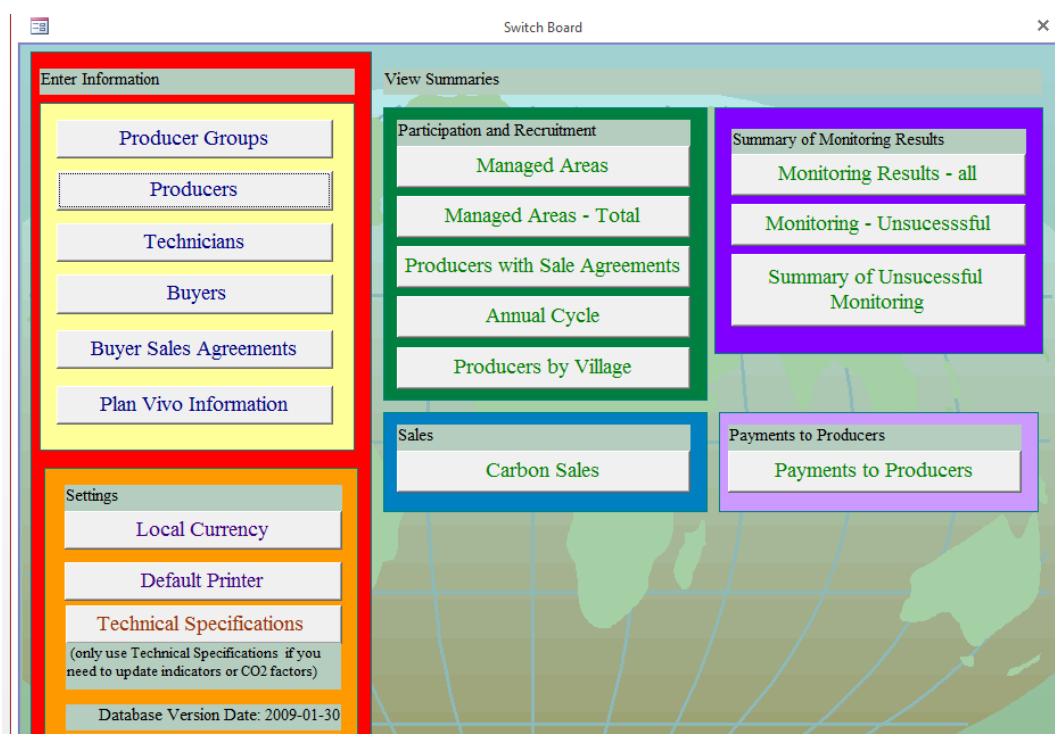 Switch Board
Enter Information
Producer Groups
Producers
Technicians
Buyers
Buyer Sales Agreements
Plan Vivo Information
Settings
Local Currency
Default Printer
Technical Specifications
(only use Technical Specifications if you
need to update indicators or CO2 factors)
Database Version Date: 2009-01-30
View Summaries
Participation and Recruitment
Managed Areas
Managed Areas - Total
Producers with Sale Agreements
Annual Cycle
Producers by Village
Summary of Monitoring Results
Monitoring Results - all
Monitoring - Unsucesssful
Summary of Unsucessful
Monitoring
Sales
Carbon Sales
Payments to Producers
Payments to Producers